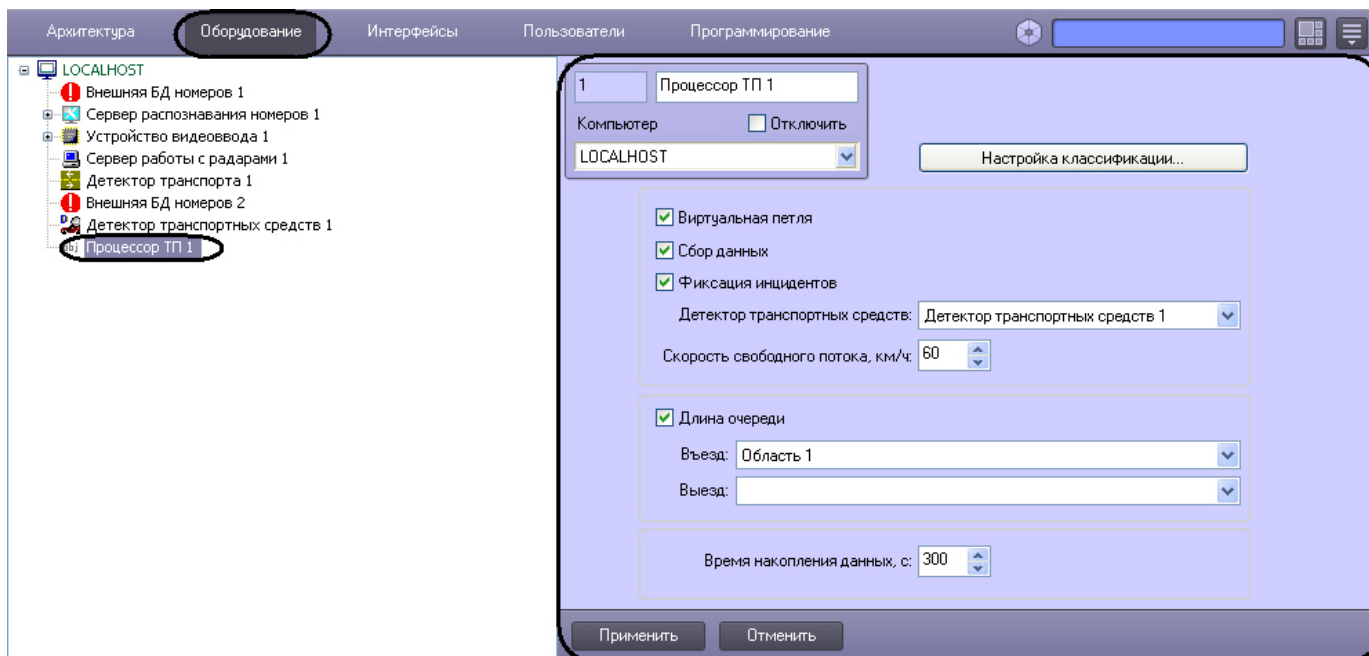 Архитектура Оборудование Интерфейсы Пользователи Программирование
LOCALHOST
Внешняя БД номеров 1
Сервер распознавания номеров 1
Устройство видеоввода 1
Сервер работы с радарами 1
Детектор транспорта 1
Внешняя БД номеров 2
Детектор транспортных средств 1
obj Процессор ТП 1
1 Процессор ТП 1
Компьютер Отключить
LOCALHOST
Настройка классификации...
Виртуальная петля
Сбор данных
Фиксация инцидентов
Детектор транспортных средств: Детектор транспортных средств 1
Скорость свободного потока, км/ч: 60
Длина очереди
Въезд: Область 1
Выезд:
Время накопления данных, с: 300
Применить Отменить